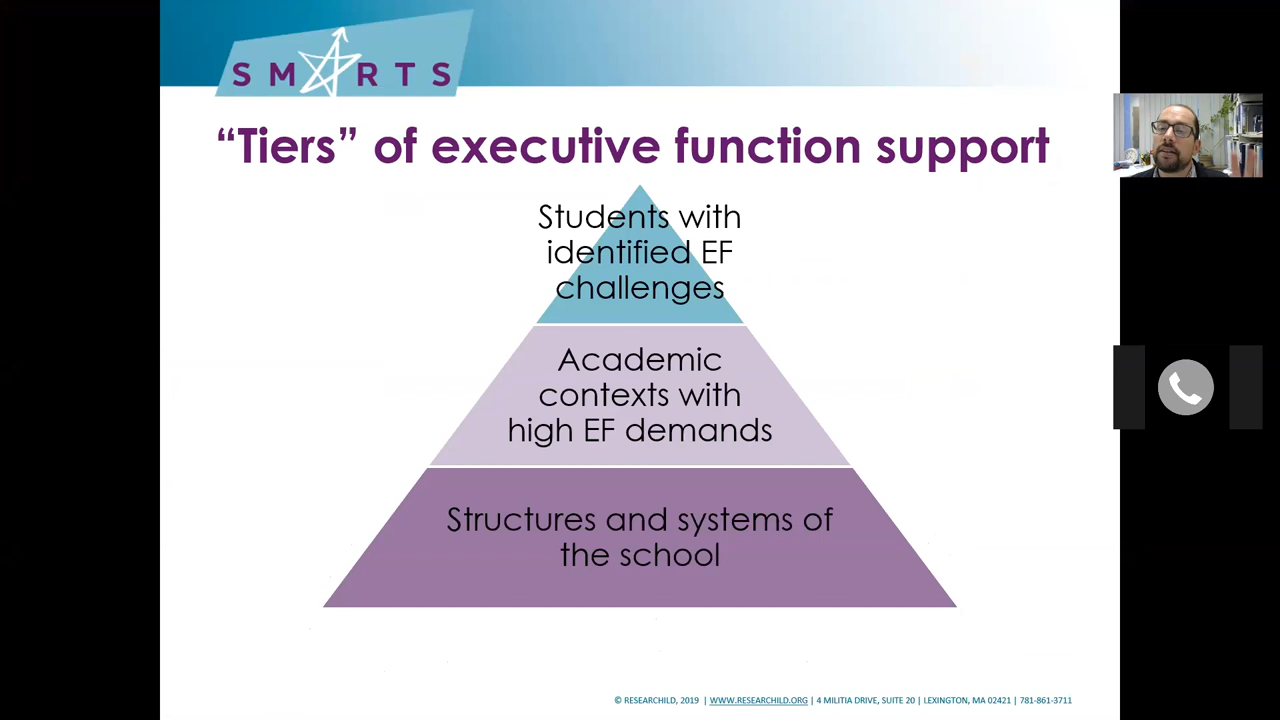 SMARTS
“Tiers” of executive function support
Students with
identified EF
challenges
Academic
contexts with
high EF demands
Structures and systems of
the school
© RESEARCHILD, 2019 | WWW.RESEARCHILD.ORG | 4 MILITIA DRIVE, SUITE 20 | LEXINGTON, MA 02421 | 781-861-3711